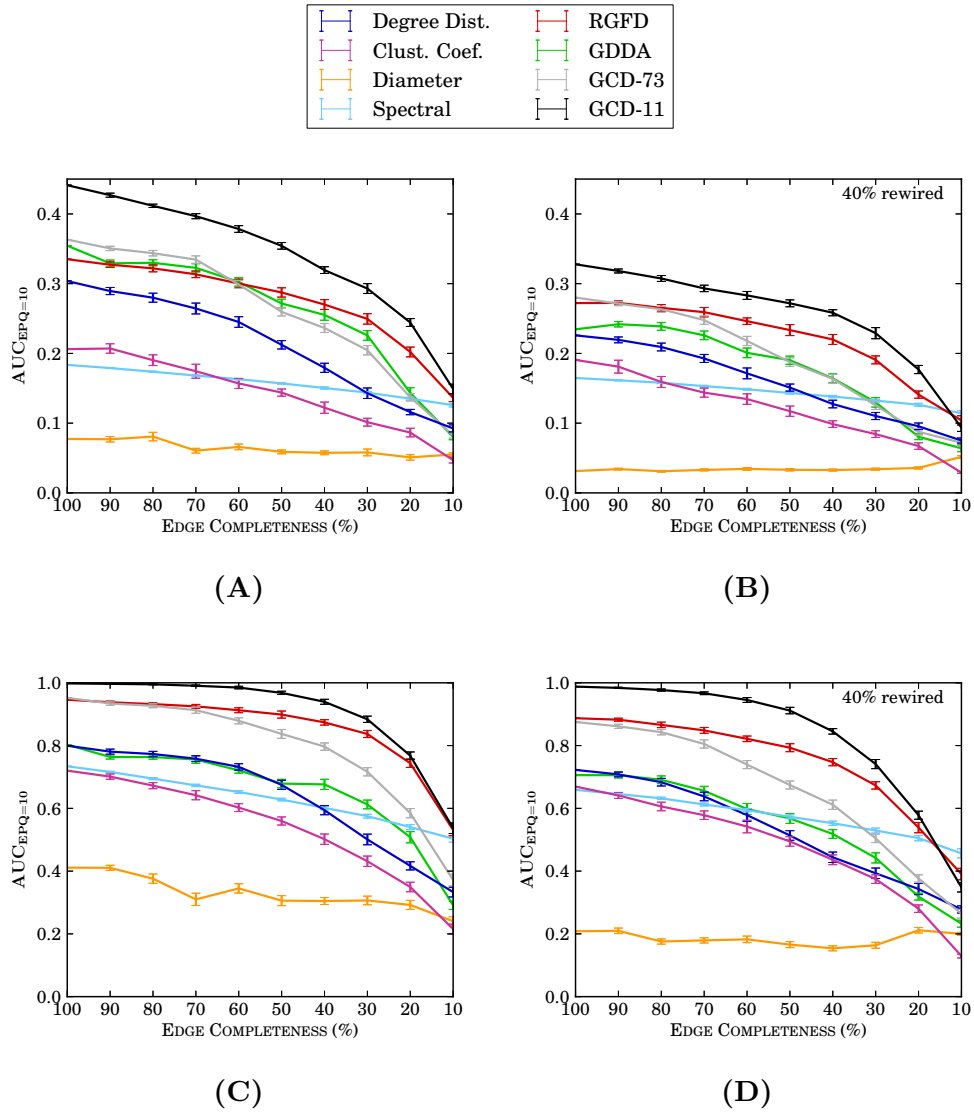 Degree Dist. RGFD
Clust. Coef. GDDA
Diameter GCD-73
Spectral GCD-11
0.4
0.3
0.2
0.1
0.0
AUC_EPQ=10
100 90 80 70 60 50 40 30 20 10
EDGE COMPLETENESS (%)
(A)
40% rewired
0.4
0.3
0.2
0.1
0.0
AUC_EPQ=10
100 90 80 70 60 50 40 30 20 10
EDGE COMPLETENESS (%)
(B)
1.0
0.8
0.6
0.4
0.2
0.0
AUC_EPQ=10
100 90 80 70 60 50 40 30 20 10
EDGE COMPLETENESS (%)
(C)
40% rewired
1.0
0.8
0.6
0.4
0.2
0.0
AUC_EPQ=10
100 90 80 70 60 50 40 30 20 10
EDGE COMPLETENESS (%)
(D)